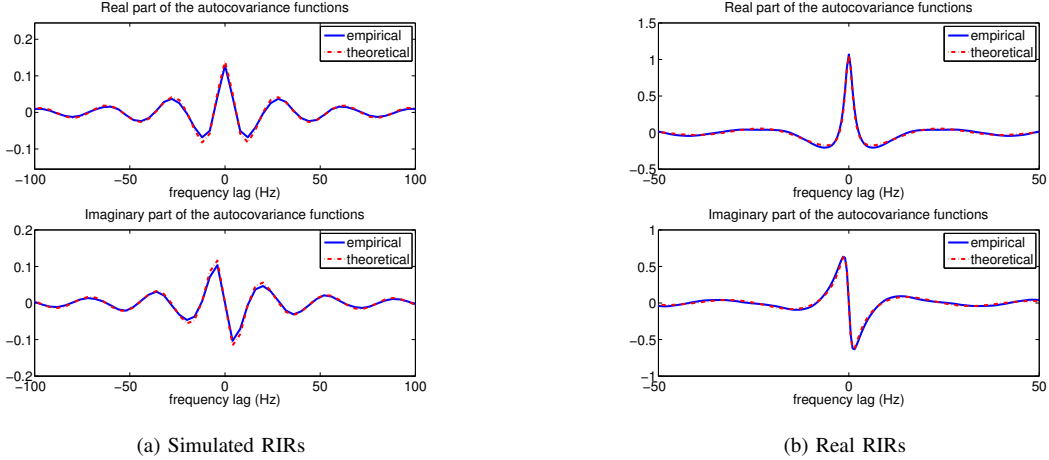 Real part of the autocovariance functions
0.2
0.1
0
−0.1
−100
−50
0
50
100
frequency lag (Hz)
empirical
theoretical
Imaginary part of the autocovariance functions
0.2
0.1
0
−0.1
−0.2
−100
−50
0
50
100
frequency lag (Hz)
empirical
theoretical
(a) Simulated RIRs
Real part of the autocovariance functions
1.5
1
0.5
0
−0.5
−50
0
50
frequency lag (Hz)
empirical
theoretical
Imaginary part of the autocovariance functions
1
0.5
0
−0.5
−1
−50
0
50
frequency lag (Hz)
empirical
theoretical
(b) Real RIRs